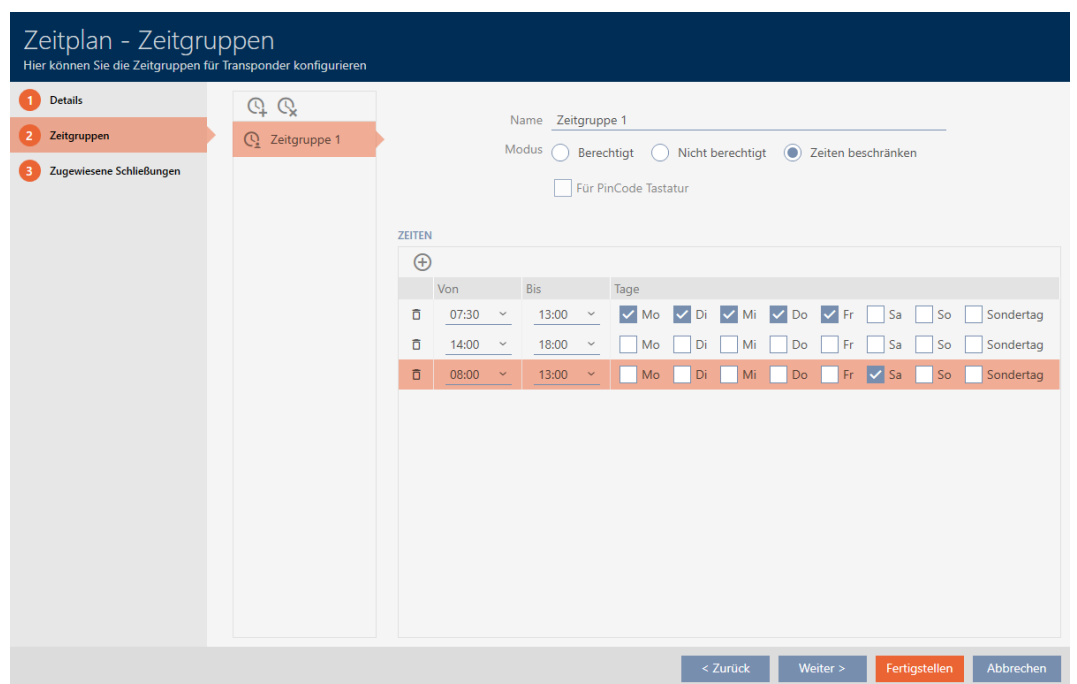 Zeitplan - Zeitgruppen
Hier können Sie die Zeitgruppen für Transponder konfigurieren
1 Details
2 Zeitgruppen
3 Zugewiesene Schließungen
Zeitgruppe 1
Name Zeitgruppe 1
Modus Berechtigt Nicht berechtigt Zeiten beschränken
Für PinCode Tastatur
ZEITEN
Von Bis Tage
07:30 13:00 Mo Di Mi Do Fr Sa So Sondertag
14:00 18:00 Mo Di Mi Do Fr Sa So Sondertag
08:00 13:00 Mo Di Mi Do Fr Sa So Sondertag
< Zurück Weiter > Fertigstellen Abbrechen